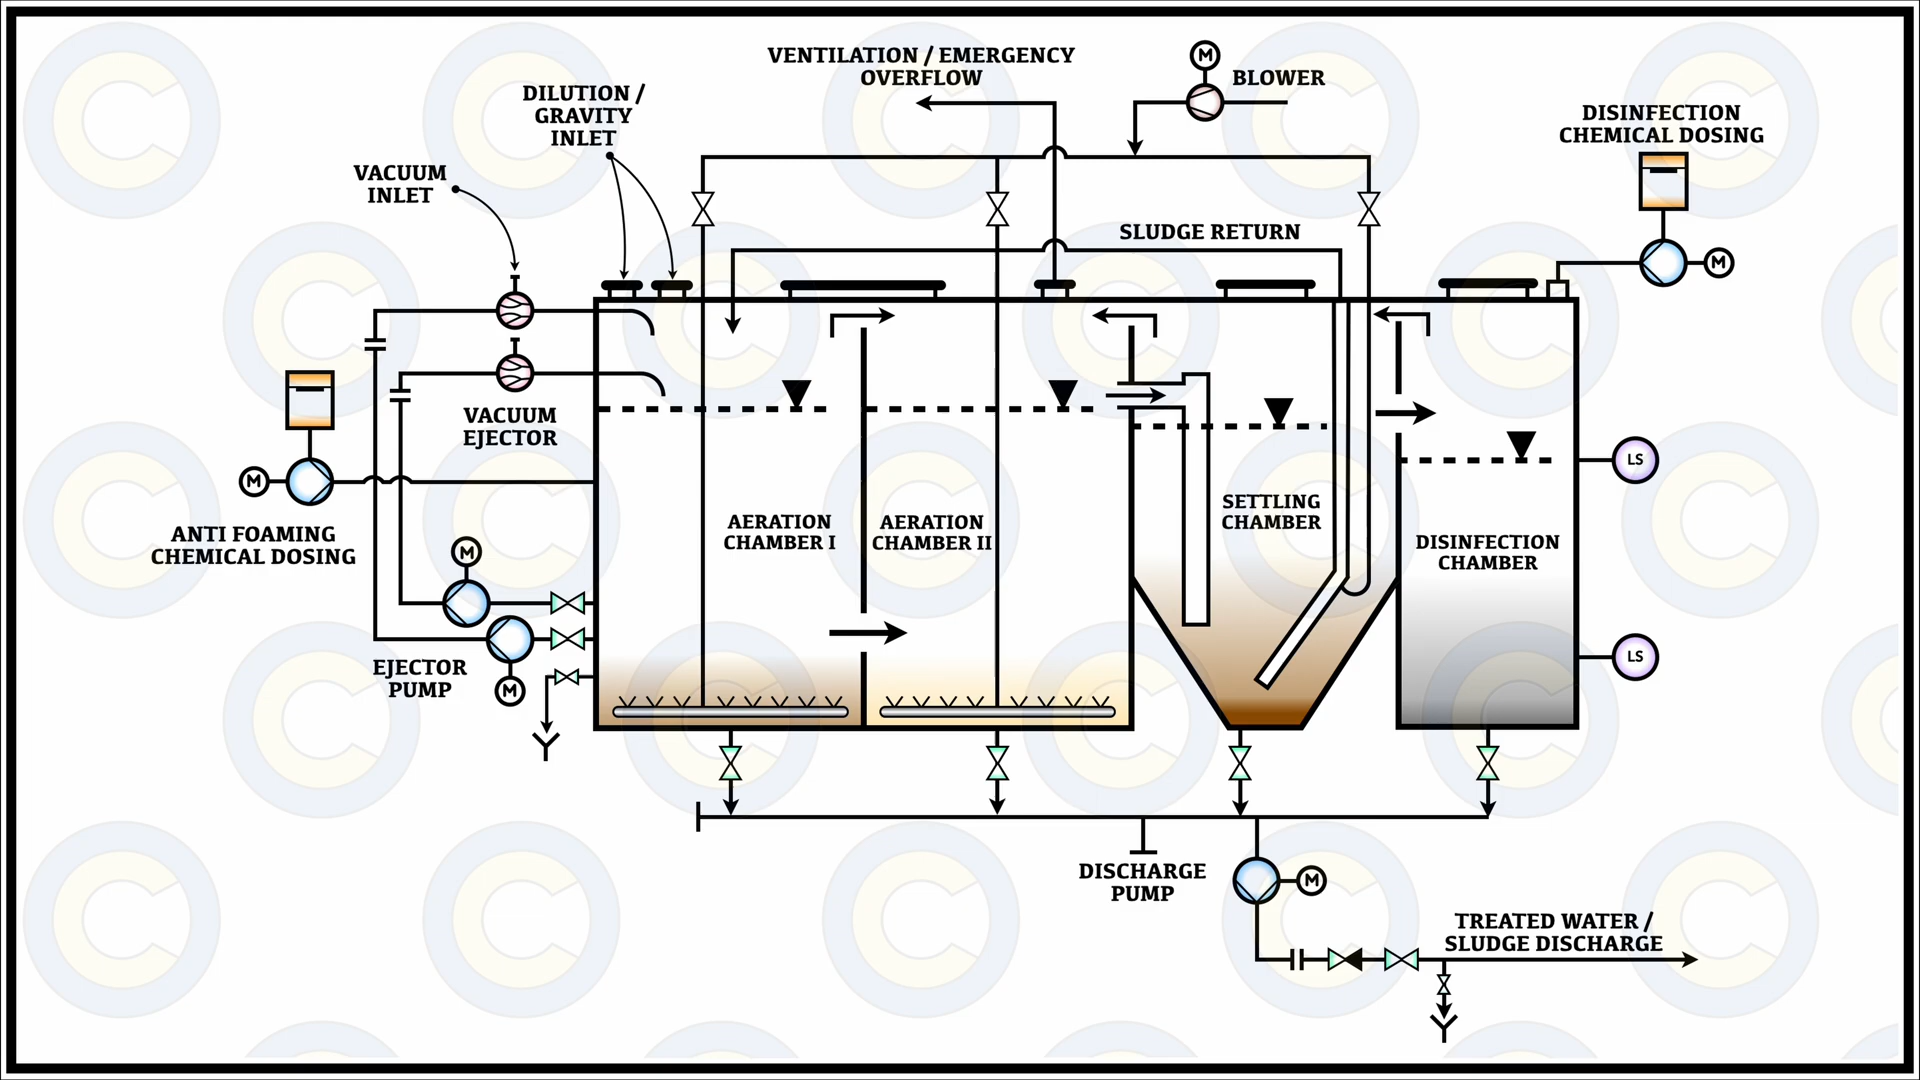 VENTILATION / EMERGENCY
OVERFLOW
M
BLOWER
DILUTION /
GRAVITY
INLET
DISINFECTION
CHEMICAL DOSING
VACUUM
INLET
SLUDGE RETURN
M
VACUUM
EJECTOR
LS
M
ANTI FOAMING
CHEMICAL DOSING
AERATION
CHAMBER I
AERATION
CHAMBER II
SETTLING
CHAMBER
DISINFECTION
CHAMBER
M
EJECTOR
PUMP
M
LS
DISCHARGE
PUMP
M
TREATED WATER /
SLUDGE DISCHARGE